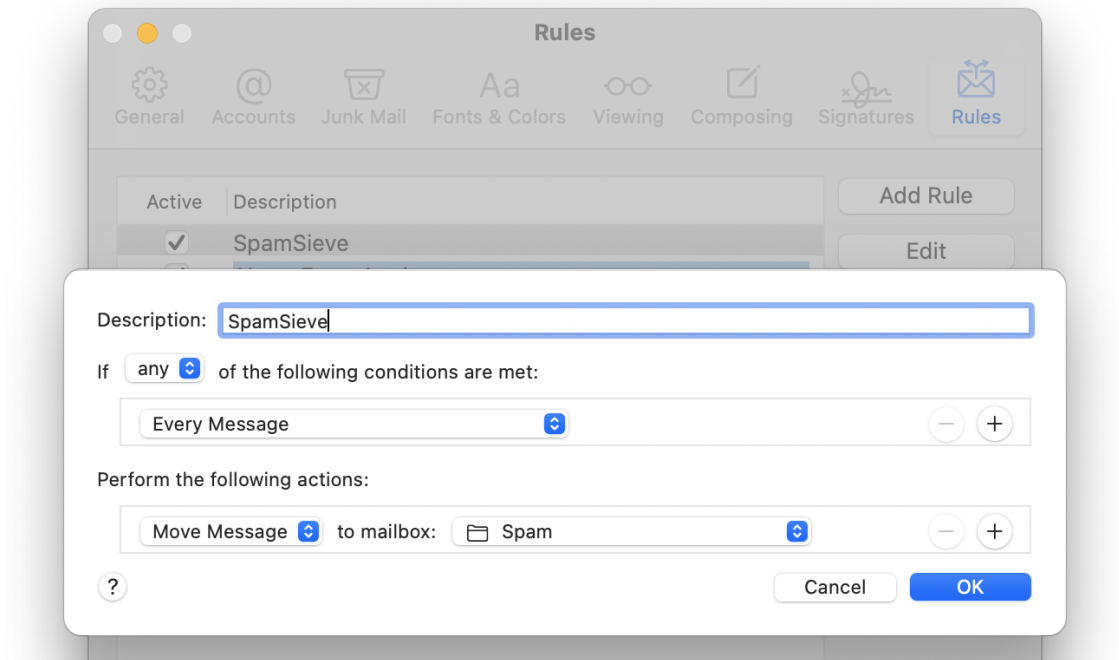 Rules
General Accounts Junk Mail Fonts & Colors Viewing Composing Signatures Rules
Active Description Add Rule
SpamSieve
Edit
Description: SpamSieve
If any of the following conditions are met:
Every Message
Perform the following actions:
Move Message to mailbox: Spam
? Cancel OK